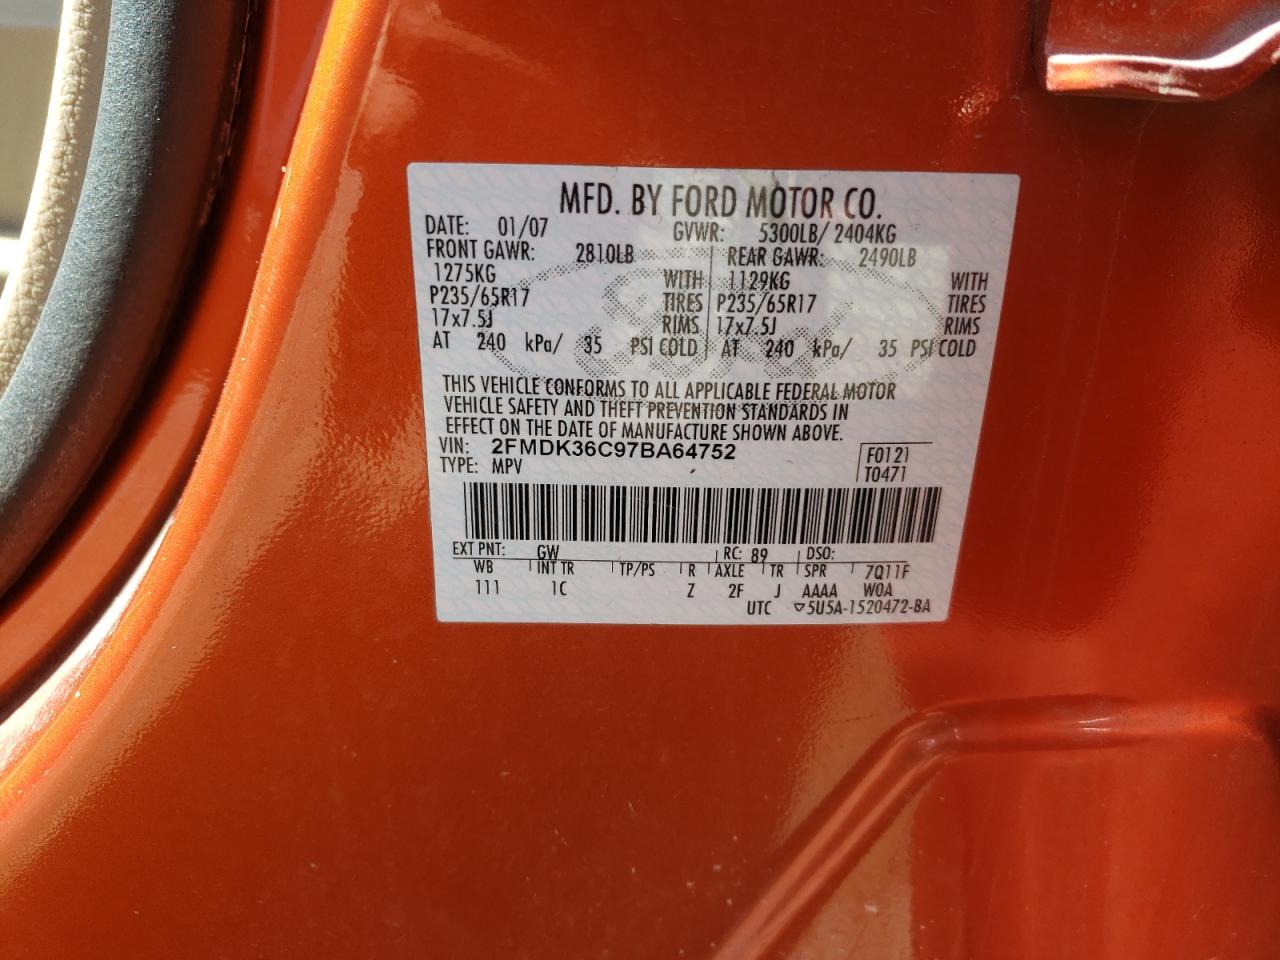 MFD. BY FORD MOTOR CO.
DATE: 01/07 GVWR: 5300LB/ 2404KG
FRONT GAWR: 2810LB REAR GAWR: 2490LB
1275KG WITH 1129KG WITH
P235/65R17 TIRES P235/65R17 TIRES
17x7.5J RIMS 17x7.5J RIMS
AT 240 kPa/ 35 PSI COLD AT 240 kPa/ 35 PSI COLD
THIS VEHICLE CONFORMS TO ALL APPLICABLE FEDERAL MOTOR
VEHICLE SAFETY AND THEFT PREVENTION STANDARDS IN
EFFECT ON THE DATE OF MANUFACTURE SHOWN ABOVE.
VIN: 2FMDK36C97BA64752 F0121
TYPE: MPV T0471
EXT PNT: GW RC: 89 DSO:
WB INT TR TP/PS R AXLE TR SPR 7Q11F
111 1C Z 2F J AAAA WOA
UTC ▽5U5A-1520472-BA